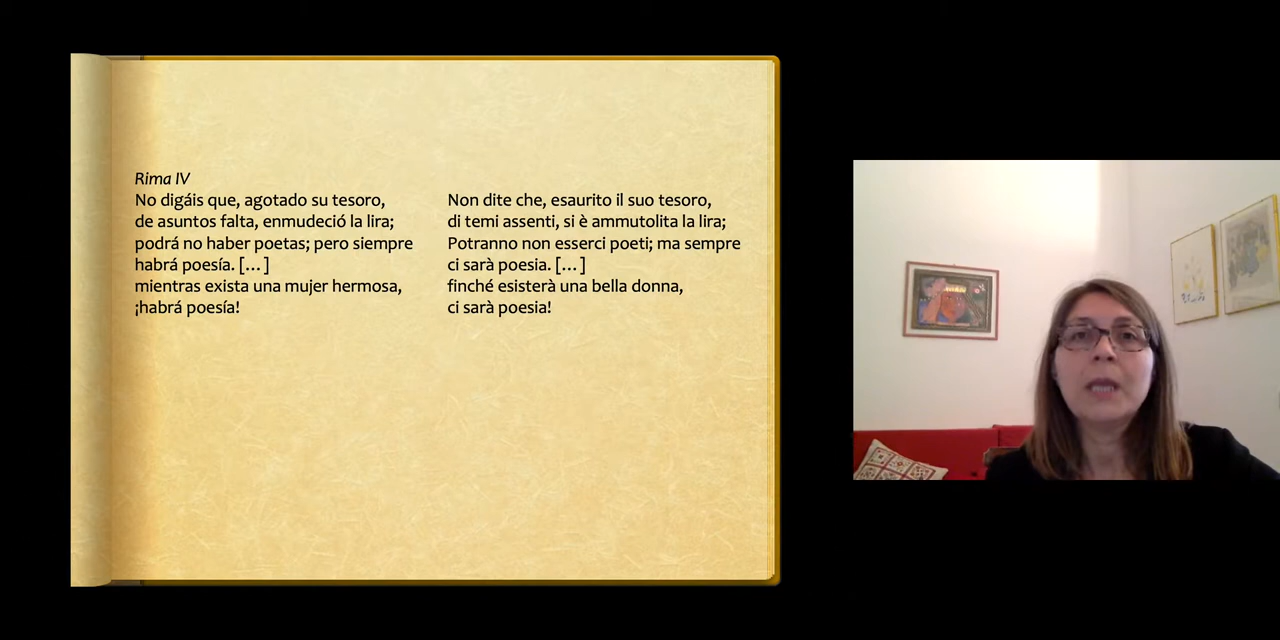 Rima IV
No digáis que, agotado su tesoro,
de asuntos falta, enmudeció la lira;
podrá no haber poetas; pero siempre
habrá poesía. [...]
mientras exista una mujer hermosa,
¡habrá poesía!
Non dite che, esaurito il suo tesoro,
di temi assenti, si è ammutolita la lira;
Potranno non esserci poeti; ma sempre
ci sarà poesia. [...]
finché esisterà una bella donna,
ci sarà poesia!